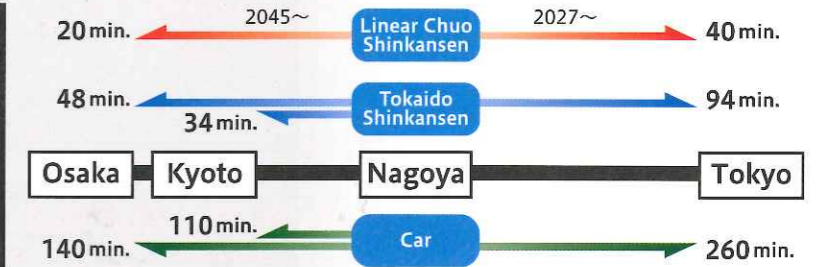 20 min.
2045～
Linear Chuo
Shinkansen
2027～
40 min.
48 min.
34 min.
Tokaido
Shinkansen
94 min.
Osaka
Kyoto
Nagoya
Tokyo
140 min.
110 min.
Car
260 min.